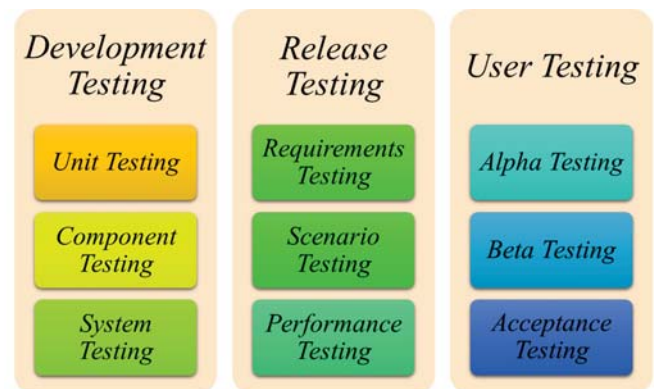 Development
Testing
Unit Testing
Component
Testing
System
Testing
Release
Testing
Requirements
Testing
Scenario
Testing
Performance
Testing
User Testing
Alpha Testing
Beta Testing
Acceptance
Testing